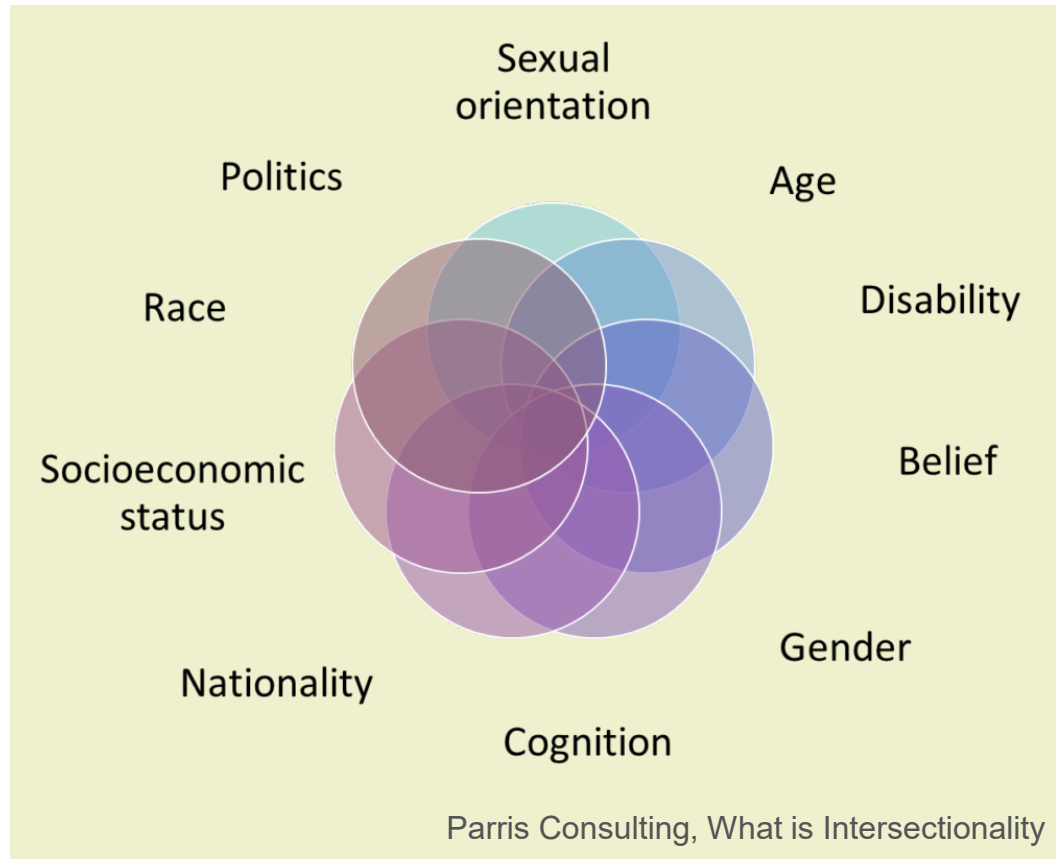 Sexual
orientation
Politics
Age
Race
Disability
Socioeconomic
status
Belief
Gender
Nationality
Cognition
Parris Consulting, What is Intersectionality